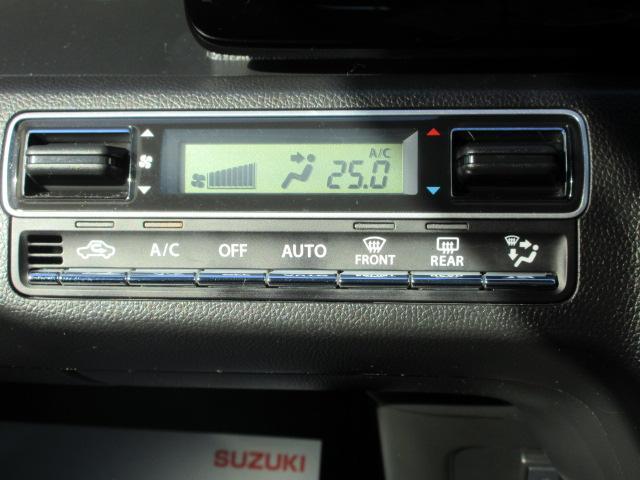 A/C
25.0
A/C OFF AUTO FRONT REAR
SUZUKI